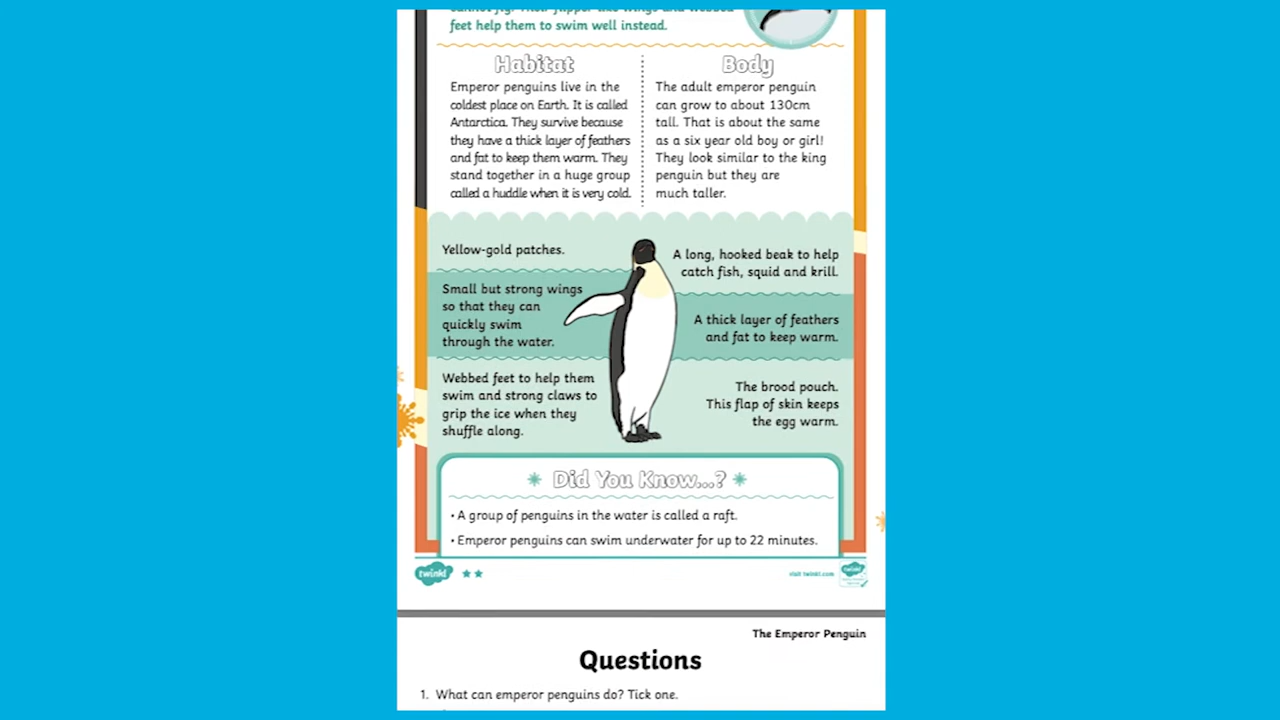 feet help them to swim well instead.
Habitat
Emperor penguins live in the
coldest place on Earth. It is called
Antarctica. They survive because
they have a thick layer of feathers
and fat to keep them warm. They
stand together in a huge group
called a huddle when it is very cold.
Body
The adult emperor penguin
can grow to about 130cm
tall. That is about the same
as a six year old boy or girl!
They look similar to the king
penguin but they are
much taller.
Yellow-gold patches.
Small but strong wings
so that they can
quickly swim
through the water.
Webbed feet to help them
swim and strong claws to
grip the ice when they
shuffle along.
A long, hooked beak to help
catch fish, squid and krill.
A thick layer of feathers
and fat to keep warm.
The brood pouch.
This flap of skin keeps
the egg warm.
Did You Know...?
• A group of penguins in the water is called a raft.
• Emperor penguins can swim underwater for up to 22 minutes.
twinkl
visit twinkl.com
twinkl
The Emperor Penguin
Questions
1. What can emperor penguins do? Tick one.